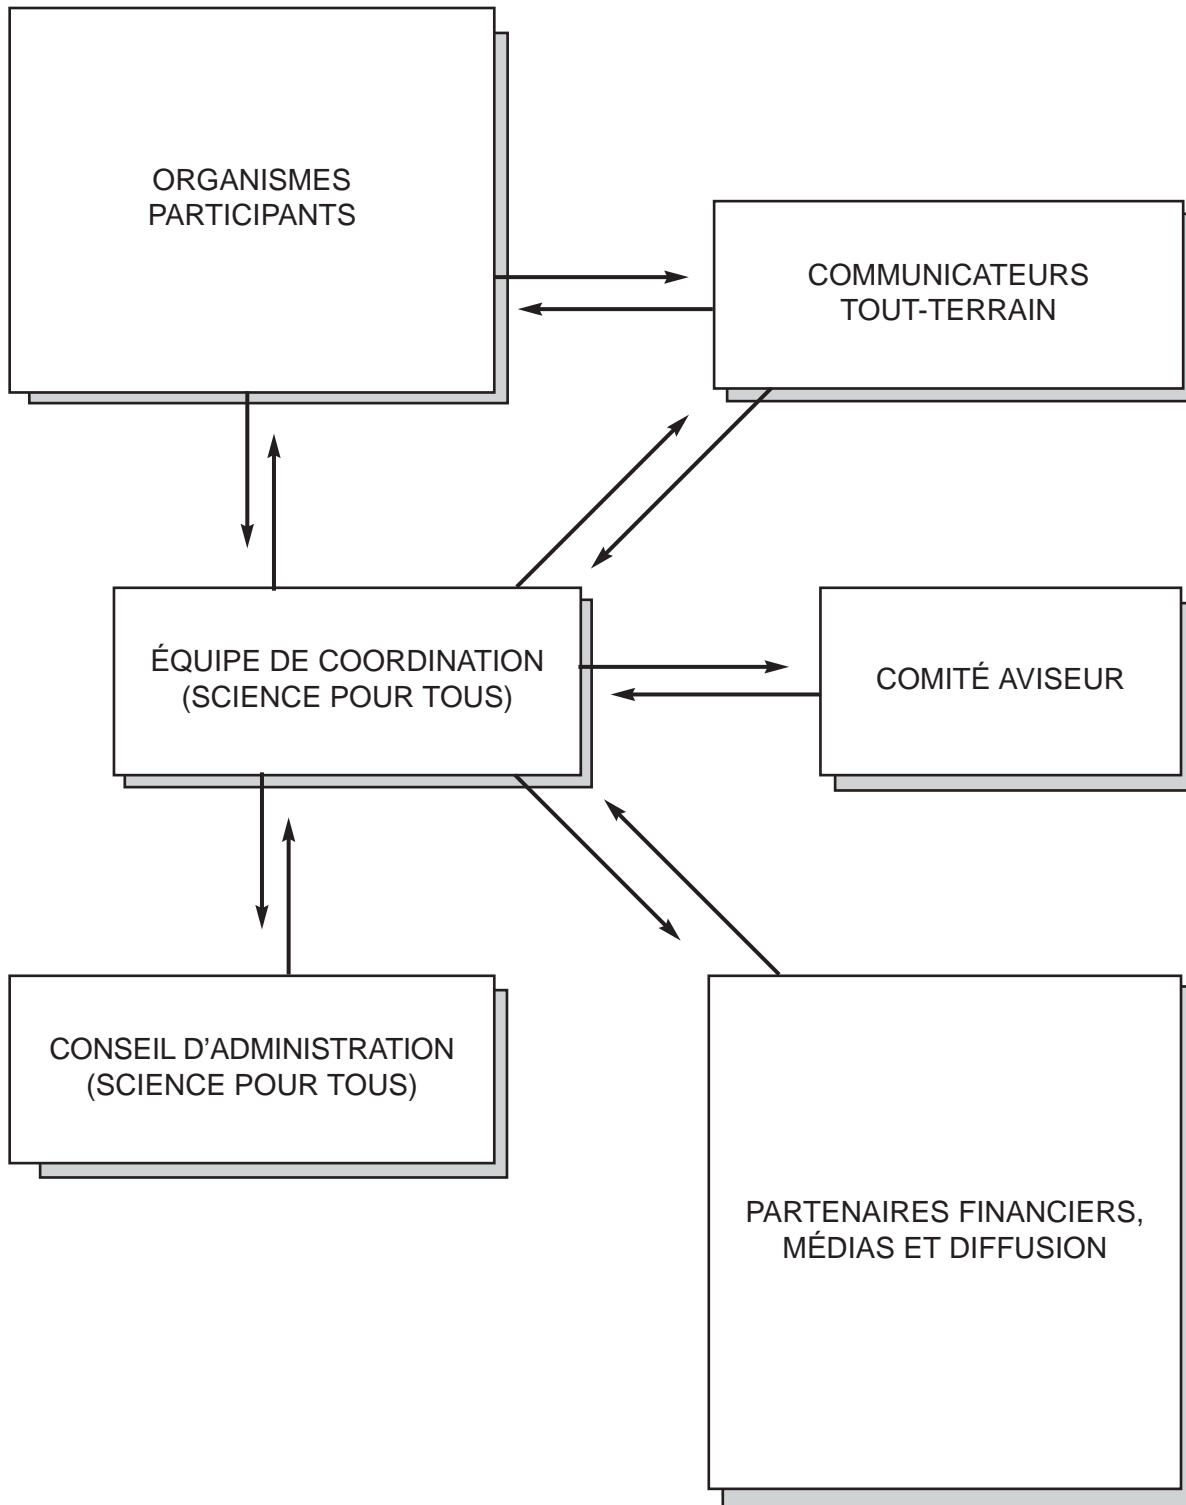 ORGANISMES
PARTICIPANTS
COMMUNICATEURS
TOUT-TERRAIN
ÉQUIPE DE COORDINATION
(SCIENCE POUR TOUS)
COMITÉ AVISEUR
CONSEIL D'ADMINISTRATION
(SCIENCE POUR TOUS)
PARTENAIRES FINANCIERS,
MÉDIAS ET DIFFUSION